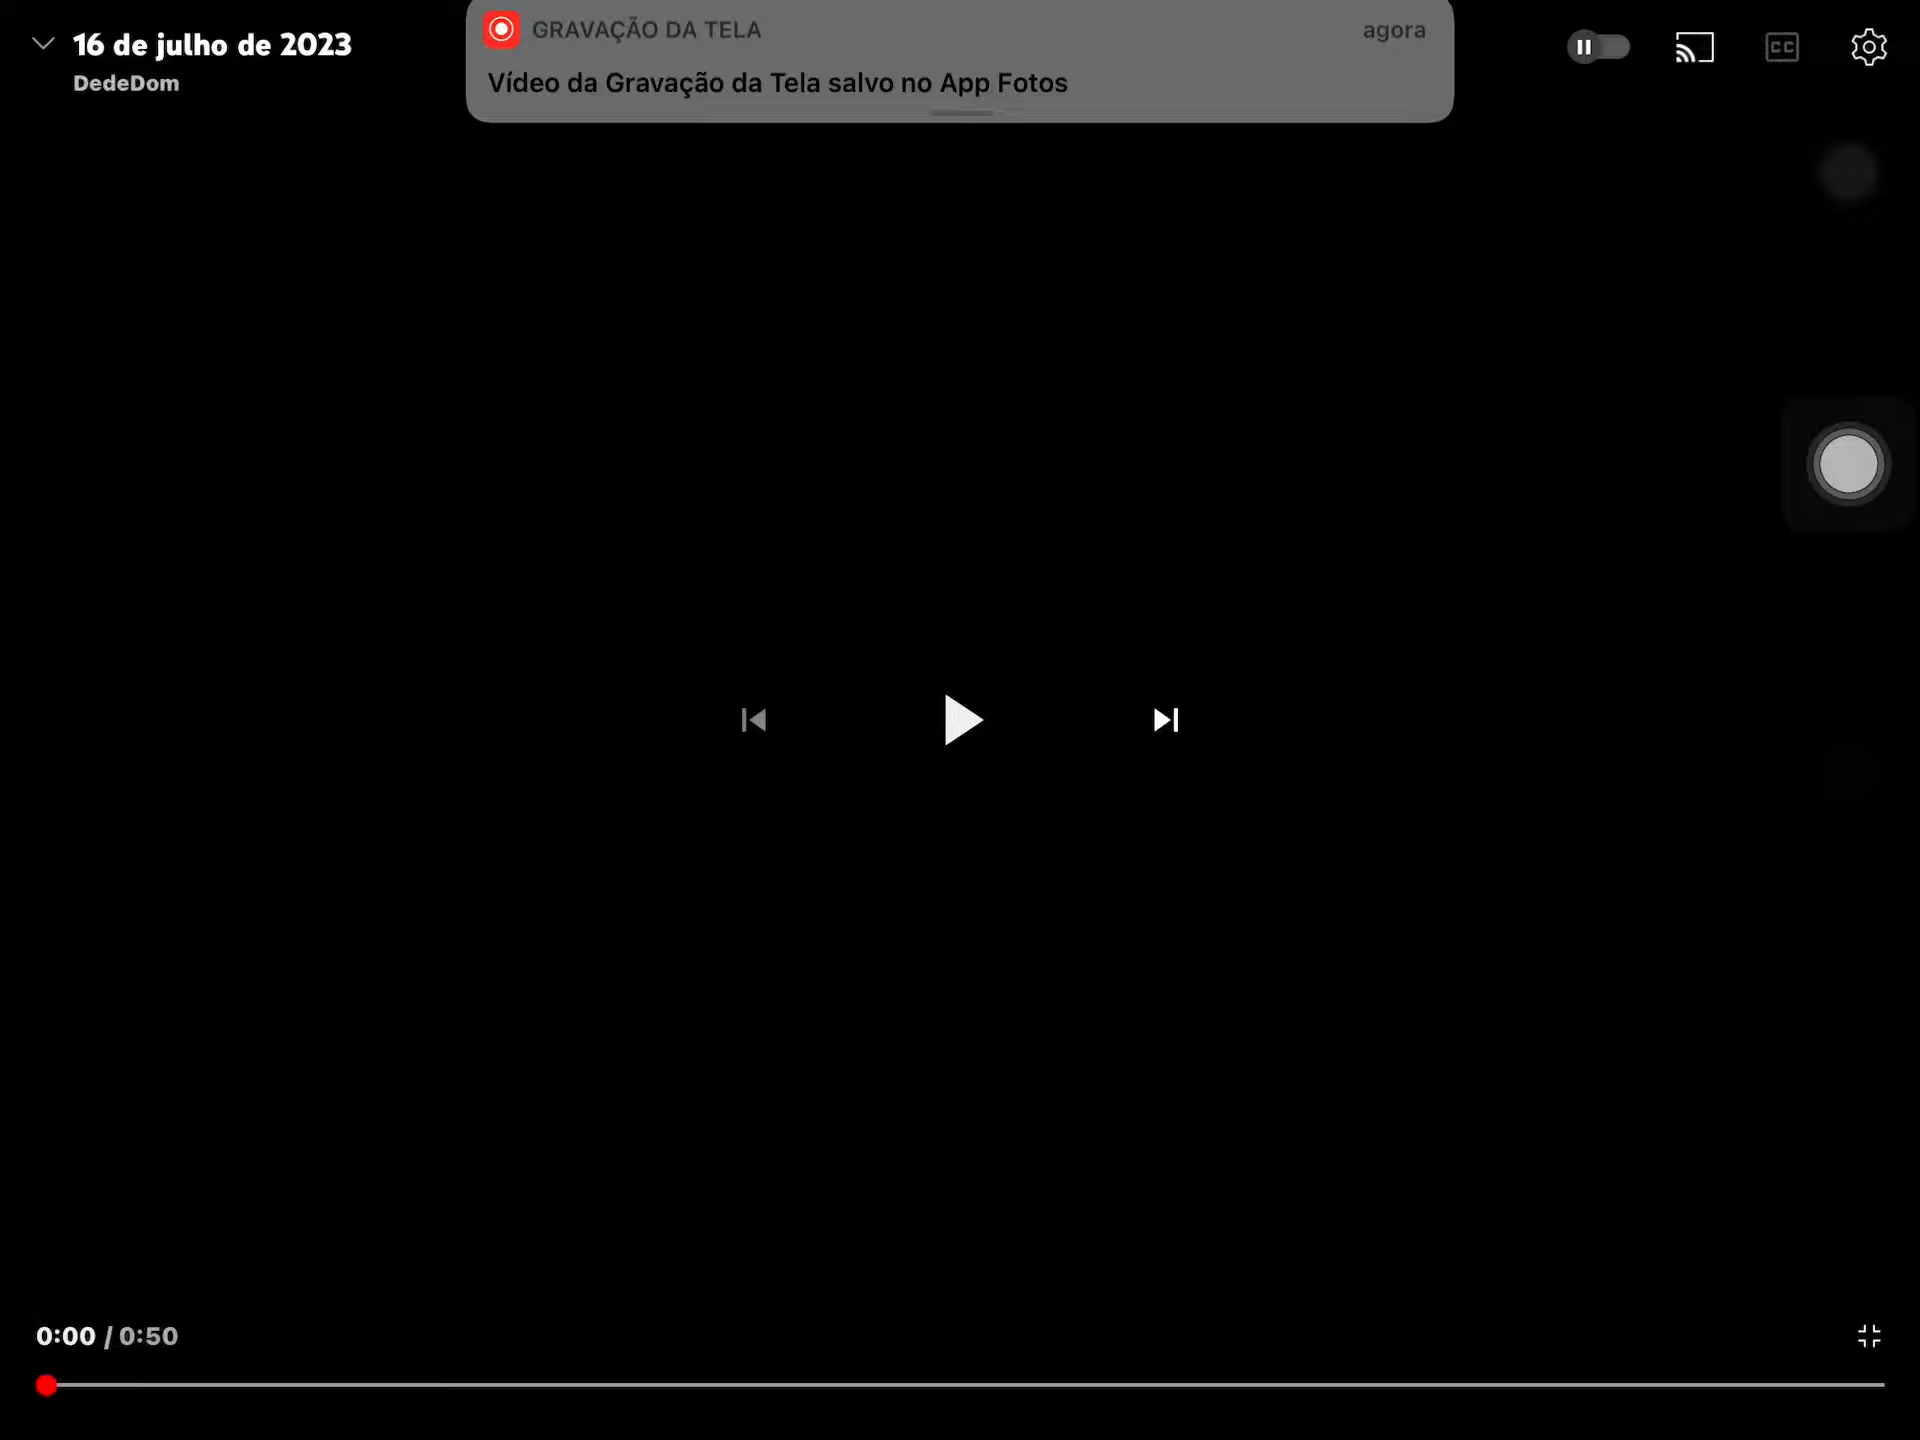 16 de julho de 2023
DedeDom
GRAVAÇÃO DA TELA
agora
Vídeo da Gravação da Tela salvo no App Fotos
CC
0:00 / 0:50